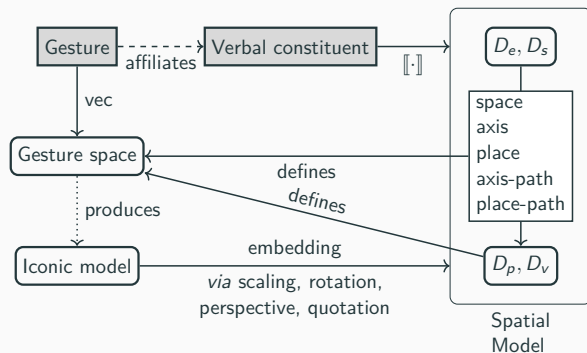 Gesture
affiliates
Verbal constituent
⟦·⟧
D_e, D_s
vec
space
axis
place
axis-path
place-path
Gesture space
defines
defines
produces
Iconic model
embedding
via scaling, rotation,
perspective, quotation
D_p, D_v
Spatial
Model